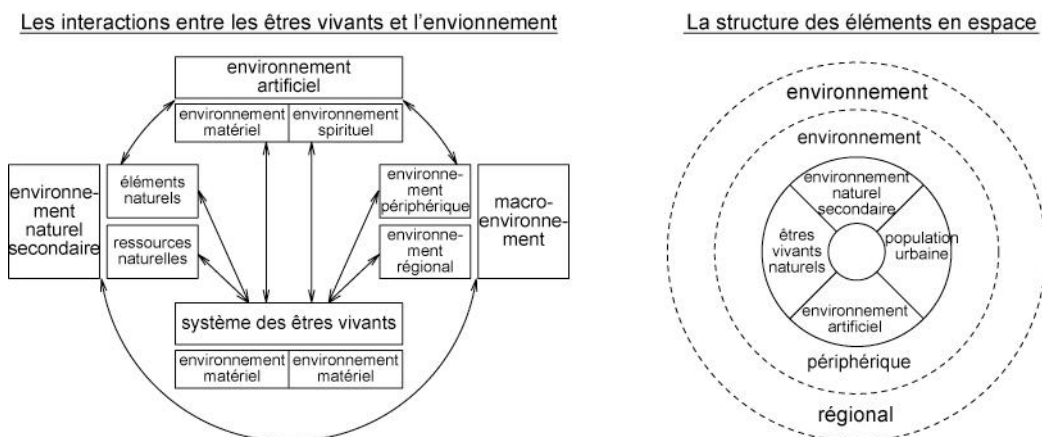 Les interactions entre les êtres vivants et l'envionnement
environnement
artificiel
environnement
matériel
environnement
spirituel
environne-
ment
naturel
secondaire
éléments
naturels
ressources
naturelles
environne-
ment
périphérique
environne-
ment
régional
macro-
environne-
ment
système des êtres vivants
environnement
matériel
environnement
matériel
La structure des éléments en espace
environnement
environnement
environnement
naturel
secondaire
êtres
vivants
naturels
population
urbaine
environnement
artificiel
périphérique
régional